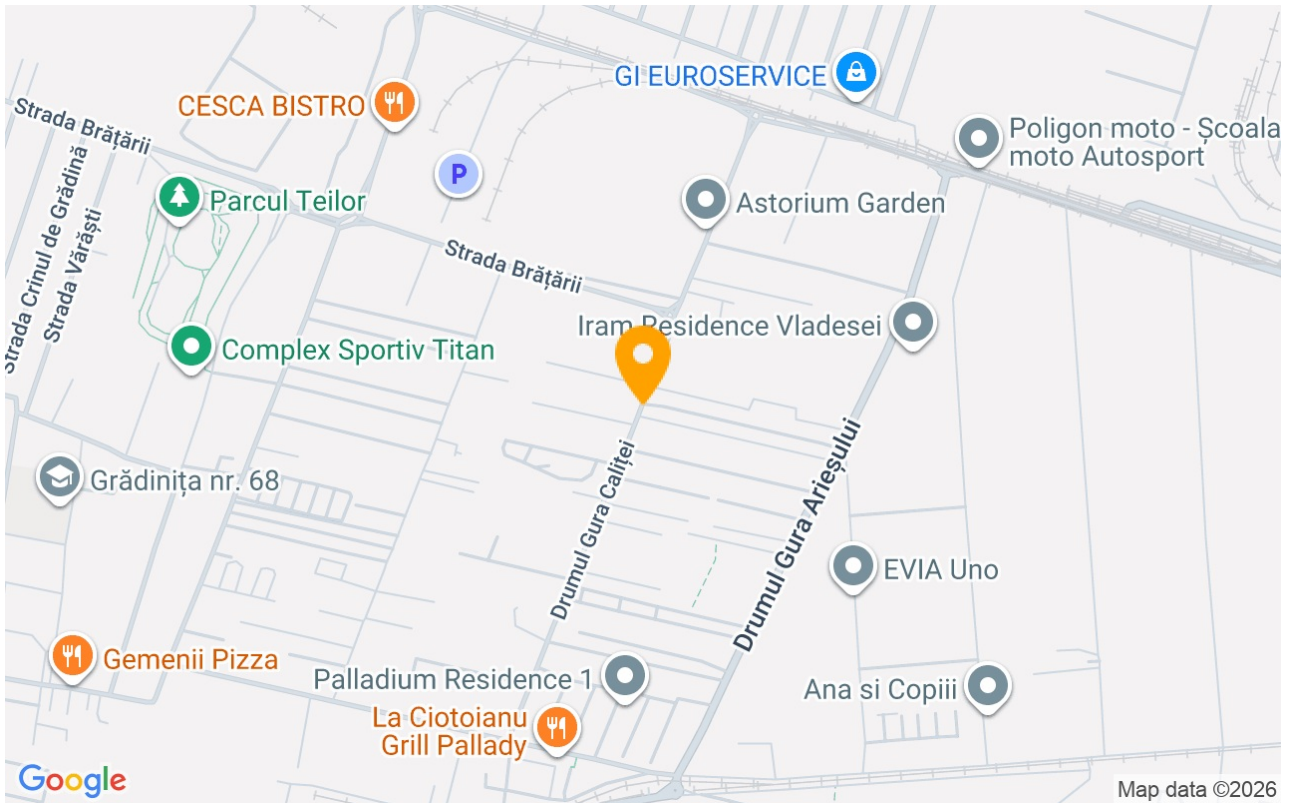 GI EUROSERVICE
CESCA BISTRO
Strada Brățării
Poligon moto - Școala
moto Autosport
P
Parcul Teilor
Astorium Garden
Strada Crinul de Grădină
Strada Vărăști
Strada Brățării
Iram Residence Vladesei
Complex Sportiv Titan
Grădinița nr. 68
Drumul Gura Caliței
Drumul Gura Arieșului
EVIA Uno
Gemenii Pizza
Palladium Residence 1
Ana si Copiii
La Ciotoianu
Grill Pallady
Google
Map data ©2026